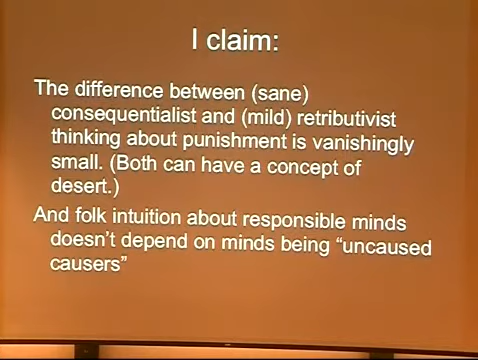 I claim:
The difference between (sane)
consequentialist and (mild) retributivist
thinking about punishment is vanishingly
small. (Both can have a concept of
desert.)
And folk intuition about responsible minds
doesn't depend on minds being “uncaused
causers”